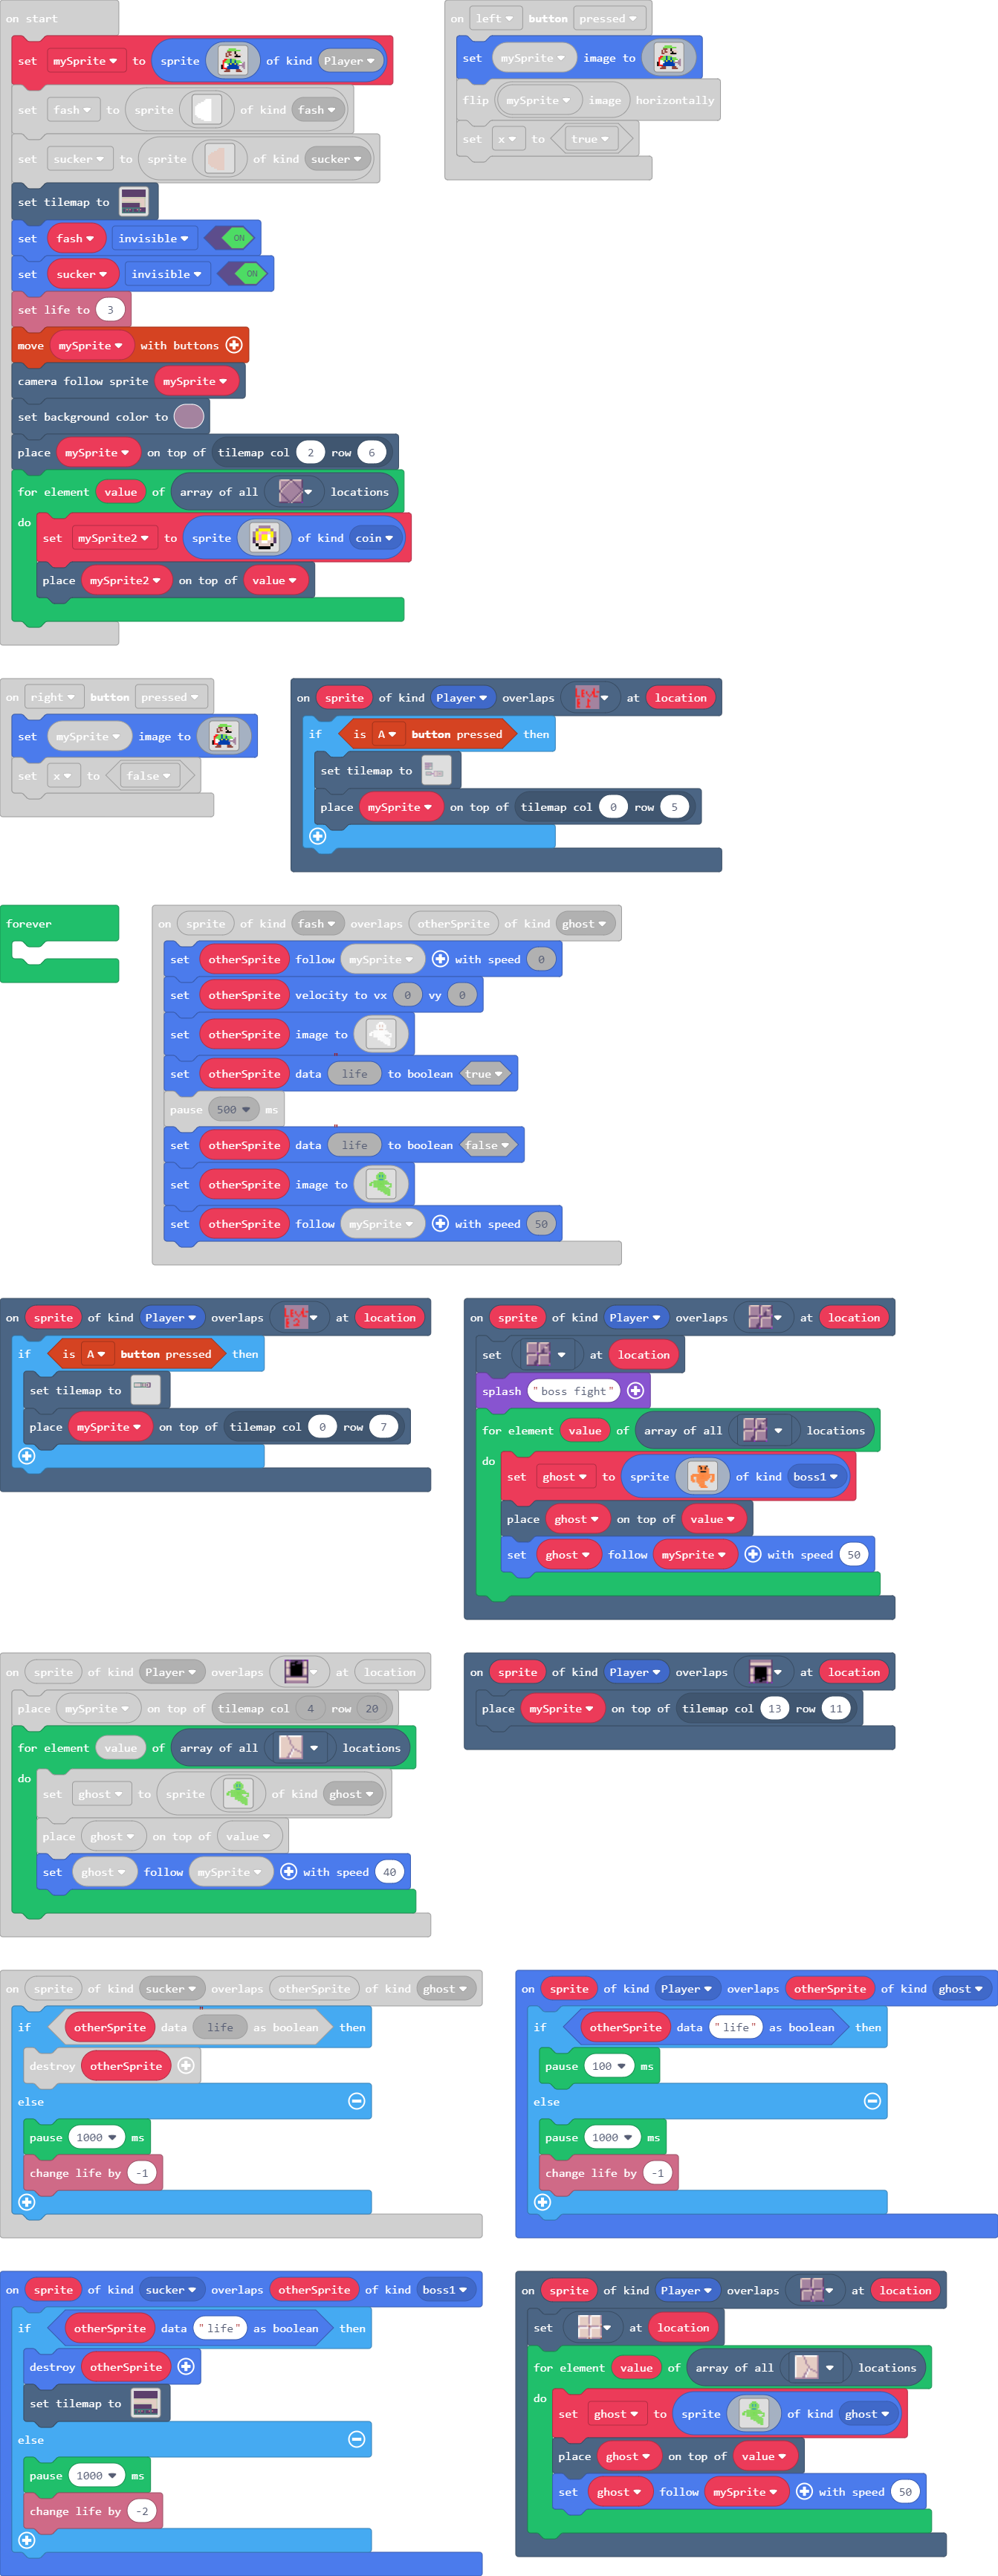 on start
set mySprite to sprite of kind Player
set fash to sprite of kind fash
set sucker to sprite of kind sucker
set tilemap to
set fash invisible ON
set sucker invisible ON
set life to 3
move mySprite with buttons
camera follow sprite mySprite
set background color to
place mySprite on top of tilemap col 2 row 6
for element value of array of all locations
do
set mySprite2 to sprite of kind coin
place mySprite2 on top of value
on left button pressed
set mySprite image to
flip mySprite image horizontally
set x to true
on right button pressed
set mySprite image to
set x to false
on sprite of kind Player overlaps at location
if is A button pressed then
set tilemap to
place mySprite on top of tilemap col 0 row 5
forever
on sprite of kind fash overlaps otherSprite of kind ghost
set otherSprite follow mySprite with speed 0
set otherSprite velocity to vx 0 vy 0
set otherSprite image to
set otherSprite data life to boolean true
pause 500 ms
set otherSprite data life to boolean false
set otherSprite image to
set otherSprite follow mySprite with speed 50
on sprite of kind Player overlaps at location
if is A button pressed then
set tilemap to
place mySprite on top of tilemap col 0 row 7
on sprite of kind Player overlaps at location
set at location
splash "boss fight"
for element value of array of all locations
do
set ghost to sprite of kind boss1
place ghost on top of value
set ghost follow mySprite with speed 50
on sprite of kind Player overlaps at location
place mySprite on top of tilemap col 4 row 20
for element value of array of all locations
do
set ghost to sprite of kind ghost
place ghost on top of value
set ghost follow mySprite with speed 40
on sprite of kind Player overlaps at location
place mySprite on top of tilemap col 13 row 11
on sprite of kind sucker overlaps otherSprite of kind ghost
if otherSprite data life as boolean then
destroy otherSprite
else
pause 1000 ms
change life by -1
on sprite of kind Player overlaps otherSprite of kind ghost
if otherSprite data "life" as boolean then
pause 100 ms
else
pause 1000 ms
change life by -1
on sprite of kind sucker overlaps otherSprite of kind boss1
if otherSprite data "life" as boolean then
destroy otherSprite
set tilemap to
else
pause 1000 ms
change life by -2
on sprite of kind Player overlaps at location
set at location
for element value of array of all locations
do
set ghost to sprite of kind ghost
place ghost on top of value
set ghost follow mySprite with speed 50